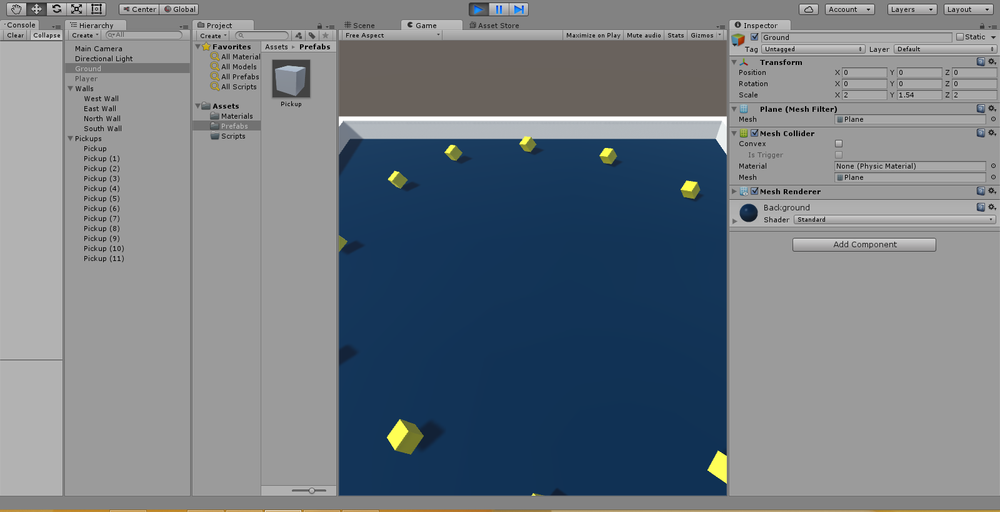 Center Global
Account Layers Layout
Console
Clear Collapse
Hierarchy
Create All
Main Camera
Directional Light
Ground
Player
Walls
West Wall
East Wall
North Wall
South Wall
Pickups
Pickup
Pickup (1)
Pickup (2)
Pickup (3)
Pickup (4)
Pickup (5)
Pickup (6)
Pickup (7)
Pickup (8)
Pickup (9)
Pickup (10)
Pickup (11)
Project
Create
Favorites
All Material
All Models
All Prefabs
All Scripts
Assets
Materials
Prefabs
Scripts
Assets Prefabs
Pickup
Scene Game Asset Store
Free Aspect Maximize on Play Mute audio Stats Gizmos
Inspector
Ground Static
Tag Untagged Layer Default
Transform
Position X 0 Y 0 Z 0
Rotation X 0 Y 0 Z 0
Scale X 2 Y 1.54 Z 2
Plane (Mesh Filter)
Mesh Plane
Mesh Collider
Convex
Is Trigger
Material None (Physic Material)
Mesh Plane
Mesh Renderer
Background
Shader Standard
Add Component